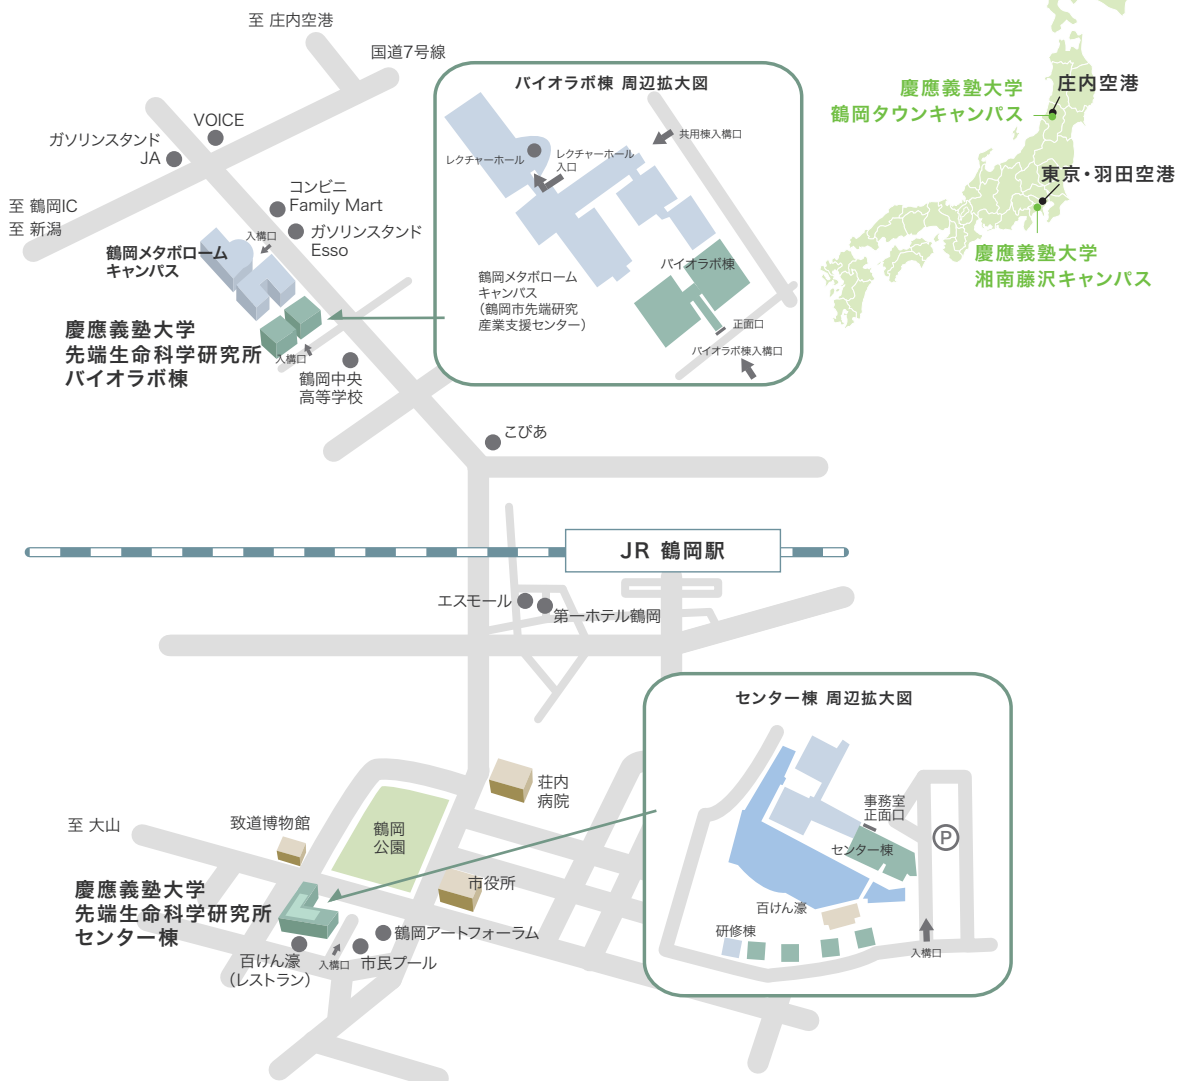 至 庄内空港
国道7号線
VOICE
ガソリンスタンド
JA
至 鶴岡IC
至 新潟
コンビニ
Family Mart
ガソリンスタンド
Esso
入構口
鶴岡メタボローム
キャンパス
慶應義塾大学
先端生命科学研究所
バイオラボ棟
入構口
鶴岡中央
高等学校
バイオラボ棟 周辺拡大図
共用棟入構口
レクチャーホール
レクチャーホール
入口
バイオラボ棟
鶴岡メタボローム
キャンパス
(鶴岡市先端研究
産業支援センター)
正面口
バイオラボ棟入構口
慶應義塾大学
鶴岡タウンキャンパス
庄内空港
東京・羽田空港
慶應義塾大学
湘南藤沢キャンパス
こぴあ
JR 鶴岡駅
エスモール
第一ホテル鶴岡
荘内
病院
至 大山
致道博物館
鶴岡
公園
市役所
慶應義塾大学
先端生命科学研究所
センター棟
鶴岡アートフォーラム
百けん濠
(レストラン)
入構口
市民プール
センター棟 周辺拡大図
事務室
正面口
センター棟
P
百けん濠
研修棟
入構口